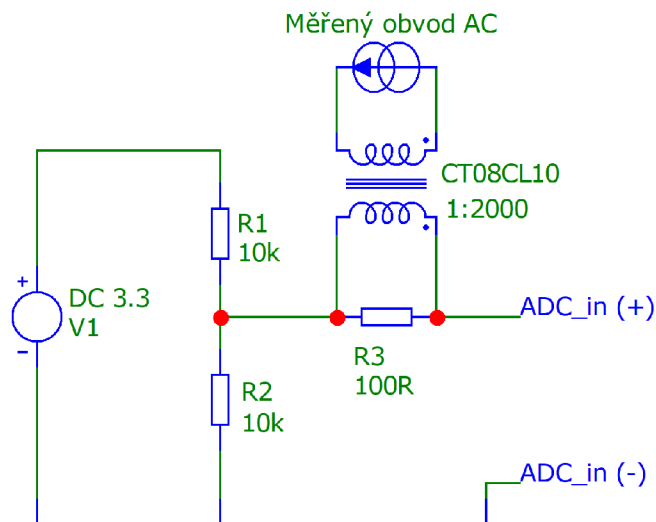 Měřený obvod AC
CT08CL10
1:2000
R1
10k
+
DC 3.3
V1
-
ADC_in (+)
R3
100R
R2
10k
ADC_in (-)